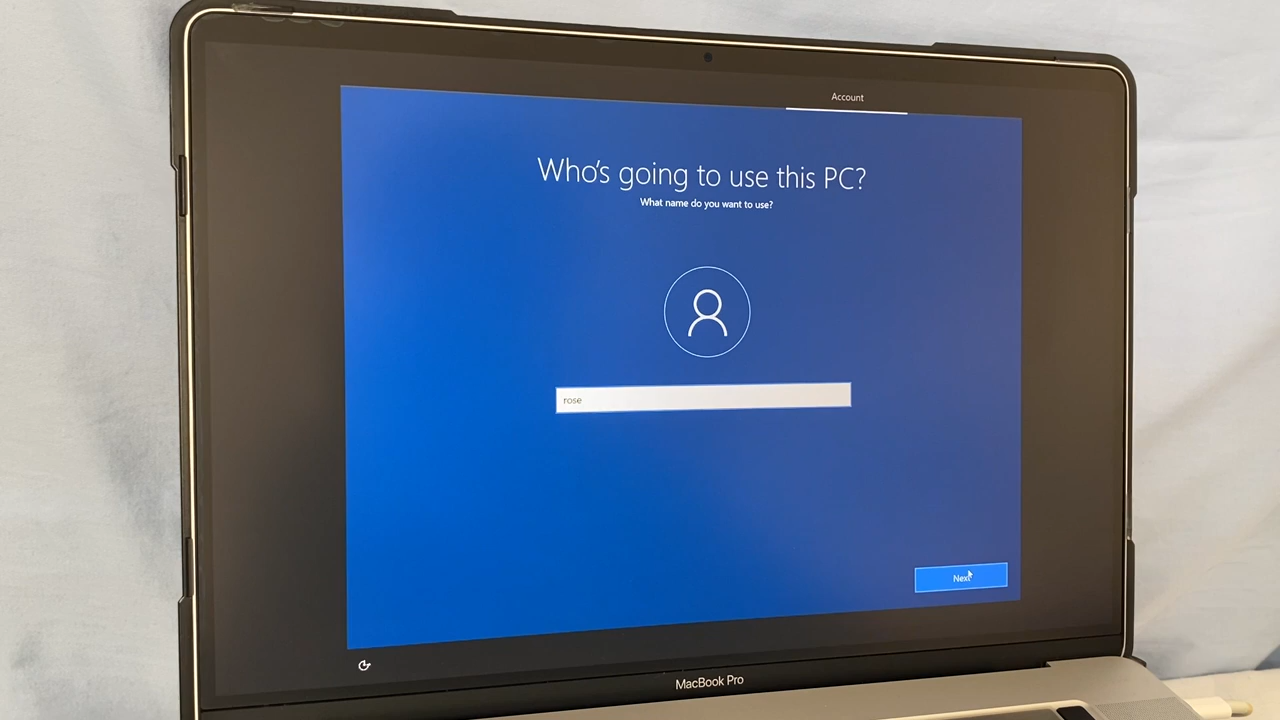 Account
Who's going to use this PC?
What name do you want to use?
rose
Next
MacBook Pro